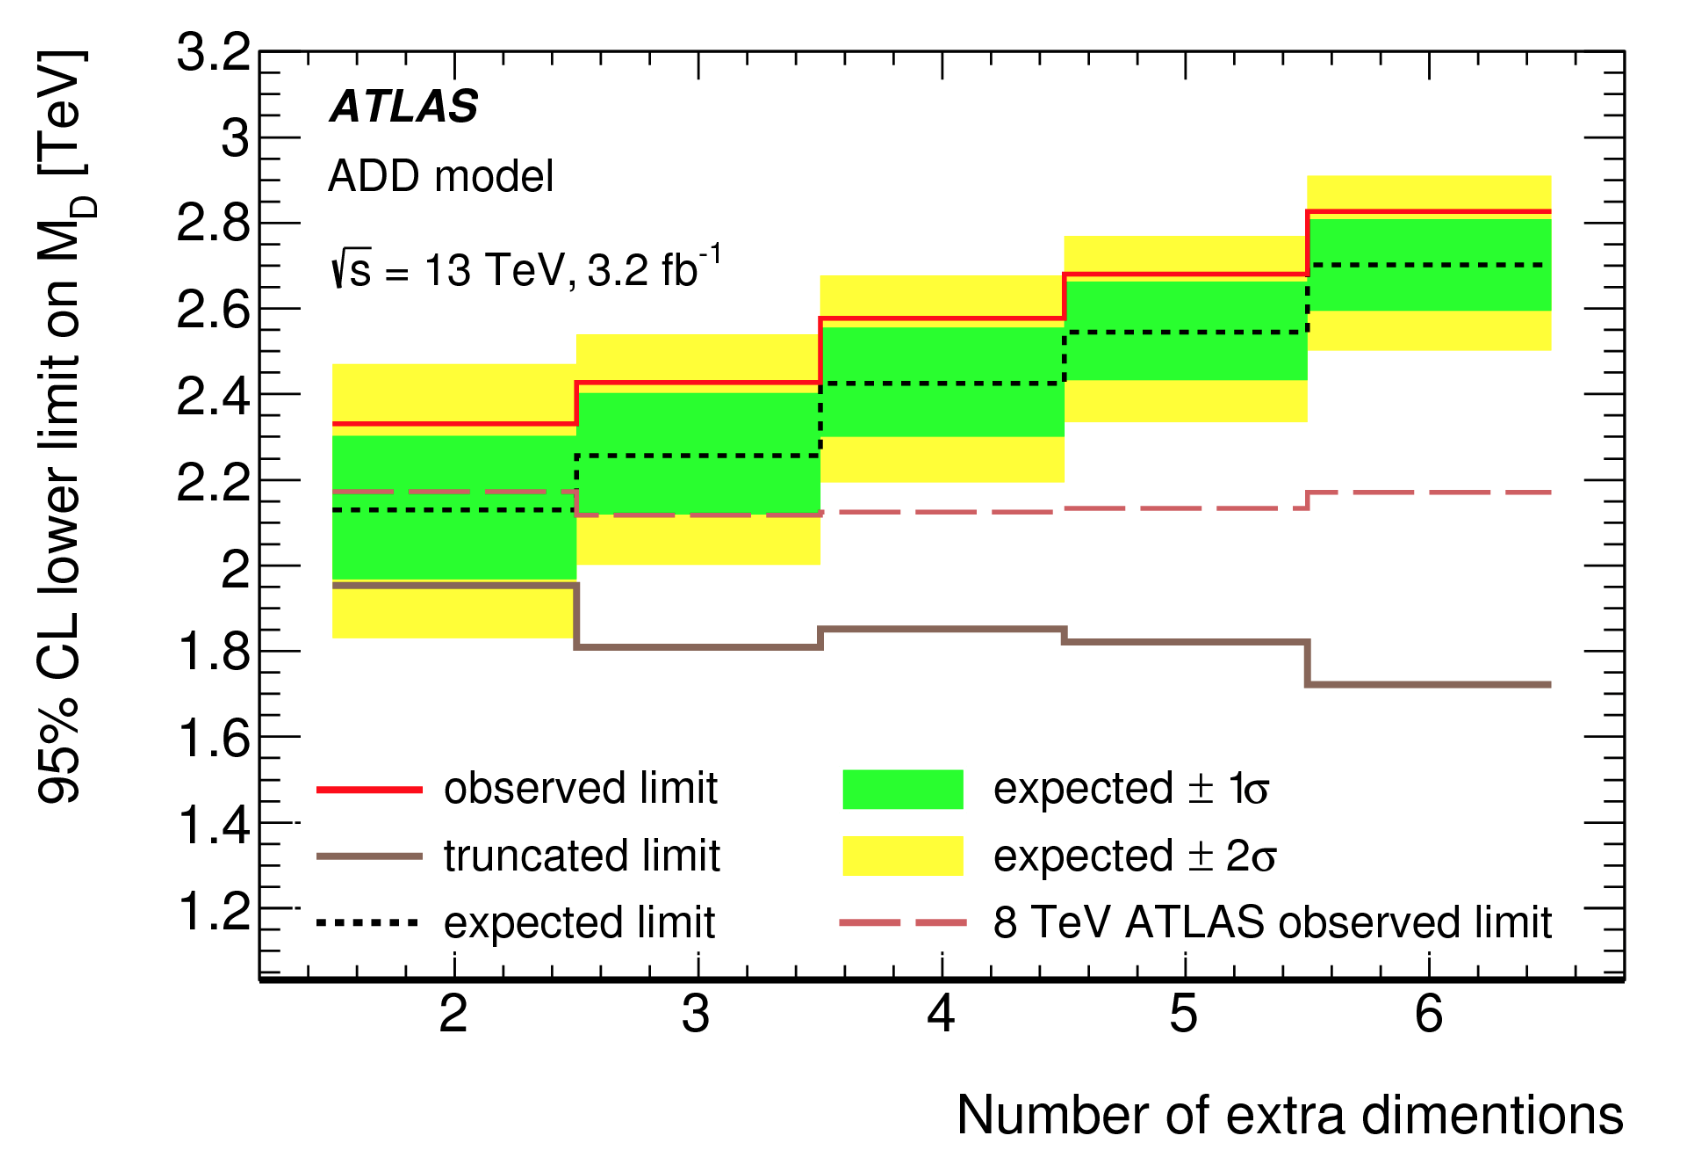 95% CL lower limit on M_D [TeV]
3.2
3
2.8
2.6
2.4
2.2
2
1.8
1.6
1.4
1.2
ATLAS
ADD model
√s = 13 TeV, 3.2 fb⁻¹
observed limit
truncated limit
expected limit
expected ± 1σ
expected ± 2σ
8 TeV ATLAS observed limit
2 3 4 5 6
Number of extra dimentions